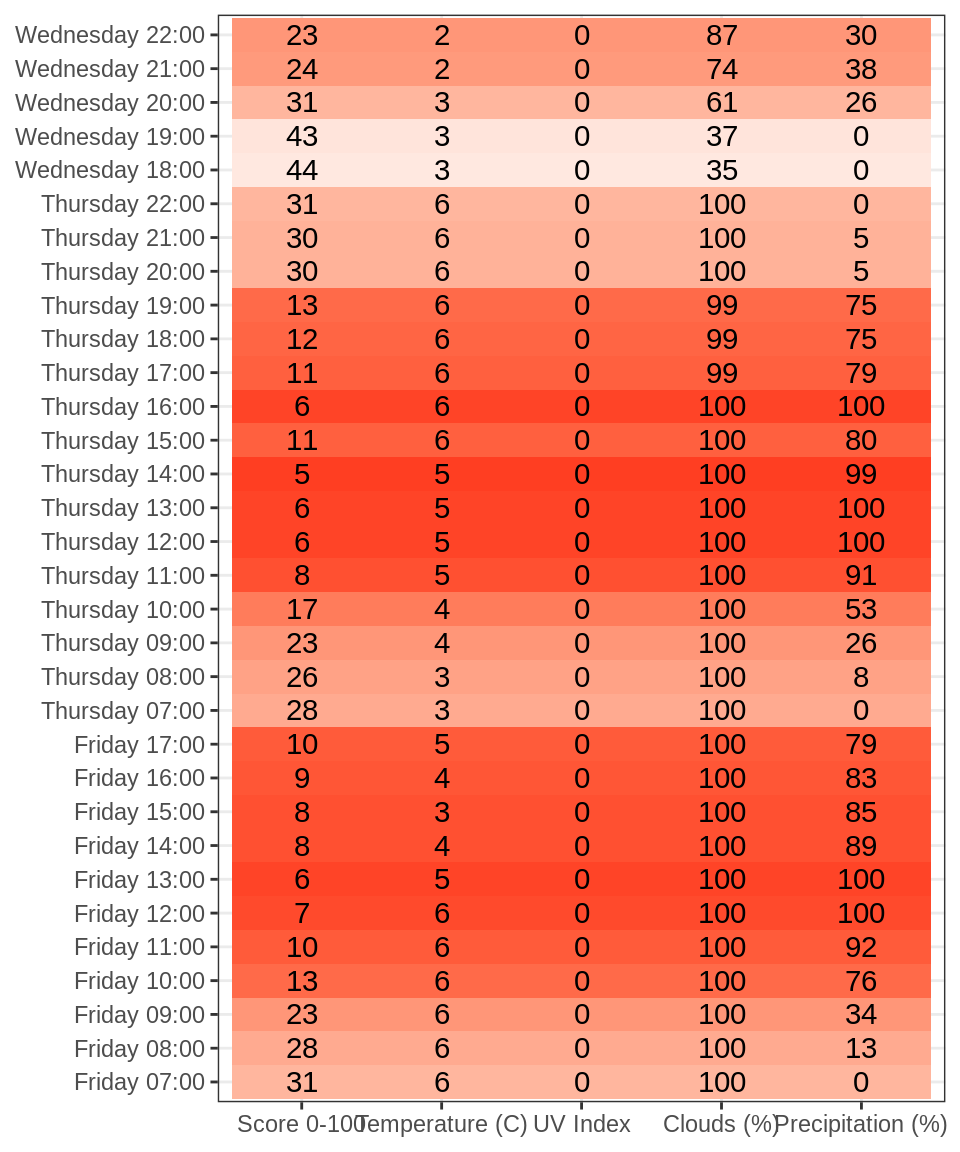 Wednesday 22:00 23 2 0 87 30
Wednesday 21:00 24 2 0 74 38
Wednesday 20:00 31 3 0 61 26
Wednesday 19:00 43 3 0 37 0
Wednesday 18:00 44 3 0 35 0
Thursday 22:00 31 6 0 100 0
Thursday 21:00 30 6 0 100 5
Thursday 20:00 30 6 0 100 5
Thursday 19:00 13 6 0 99 75
Thursday 18:00 12 6 0 99 75
Thursday 17:00 11 6 0 99 79
Thursday 16:00 6 6 0 100 100
Thursday 15:00 11 6 0 100 80
Thursday 14:00 5 5 0 100 99
Thursday 13:00 6 5 0 100 100
Thursday 12:00 6 5 0 100 100
Thursday 11:00 8 5 0 100 91
Thursday 10:00 17 4 0 100 53
Thursday 09:00 23 4 0 100 26
Thursday 08:00 26 3 0 100 8
Thursday 07:00 28 3 0 100 0
Friday 17:00 10 5 0 100 79
Friday 16:00 9 4 0 100 83
Friday 15:00 8 3 0 100 85
Friday 14:00 8 4 0 100 89
Friday 13:00 6 5 0 100 100
Friday 12:00 7 6 0 100 100
Friday 11:00 10 6 0 100 92
Friday 10:00 13 6 0 100 76
Friday 09:00 23 6 0 100 34
Friday 08:00 28 6 0 100 13
Friday 07:00 31 6 0 100 0
Score 0-100 Temperature (C) UV Index Clouds (%) Precipitation (%)